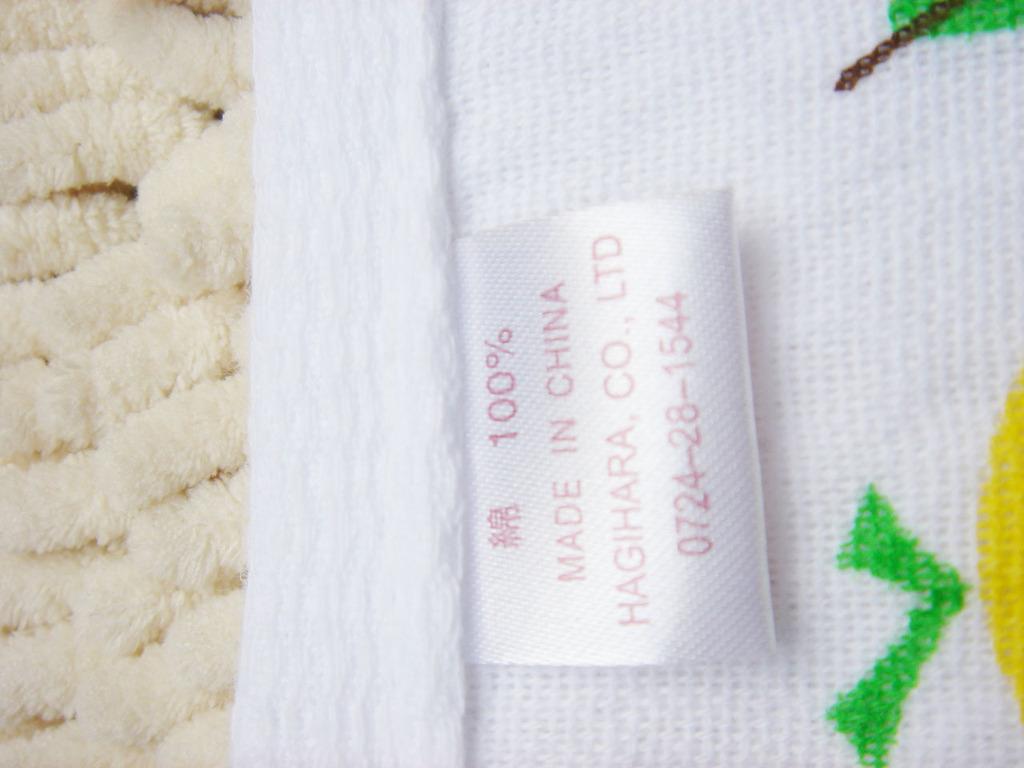 綿 100%
MADE IN CHINA
HAGIHARA, CO., LTD
0724-28-1544